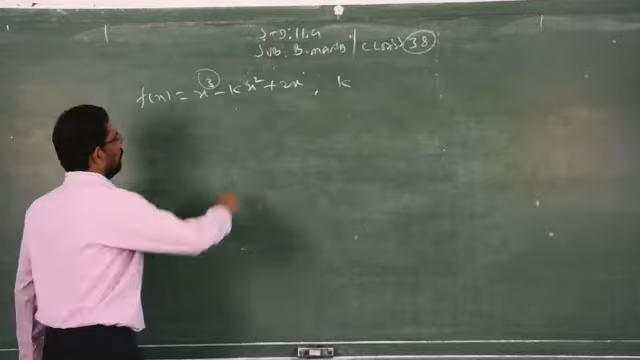 Sub: B.maths | Class 38
f(x) = x³ - kx² + 2x, k